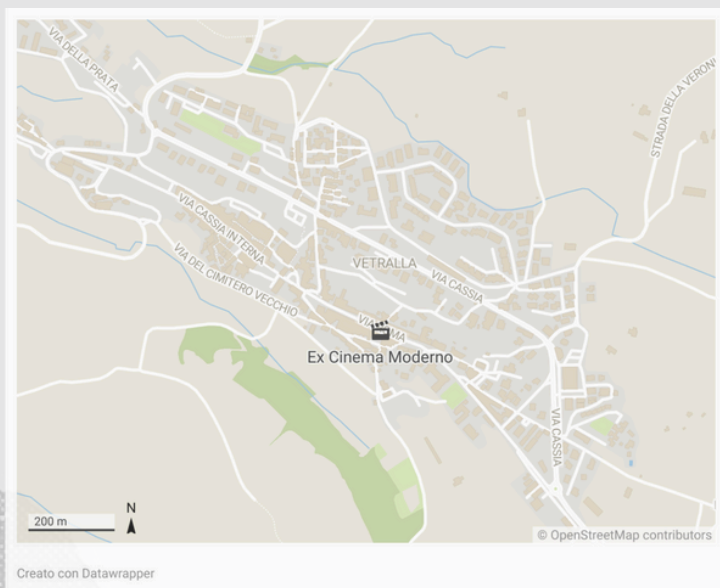 VIA DELLA PRATA
STRADA DELLA VERON
VIA CASSIA INTERNA
VETRALLA
VIA CASSIA
VIA DEL CIMITERO VECCHIO
Ex Cinema Moderno
VIA CASSIA
N
200 m
© OpenStreetMap contributors
Creato con Datawrapper